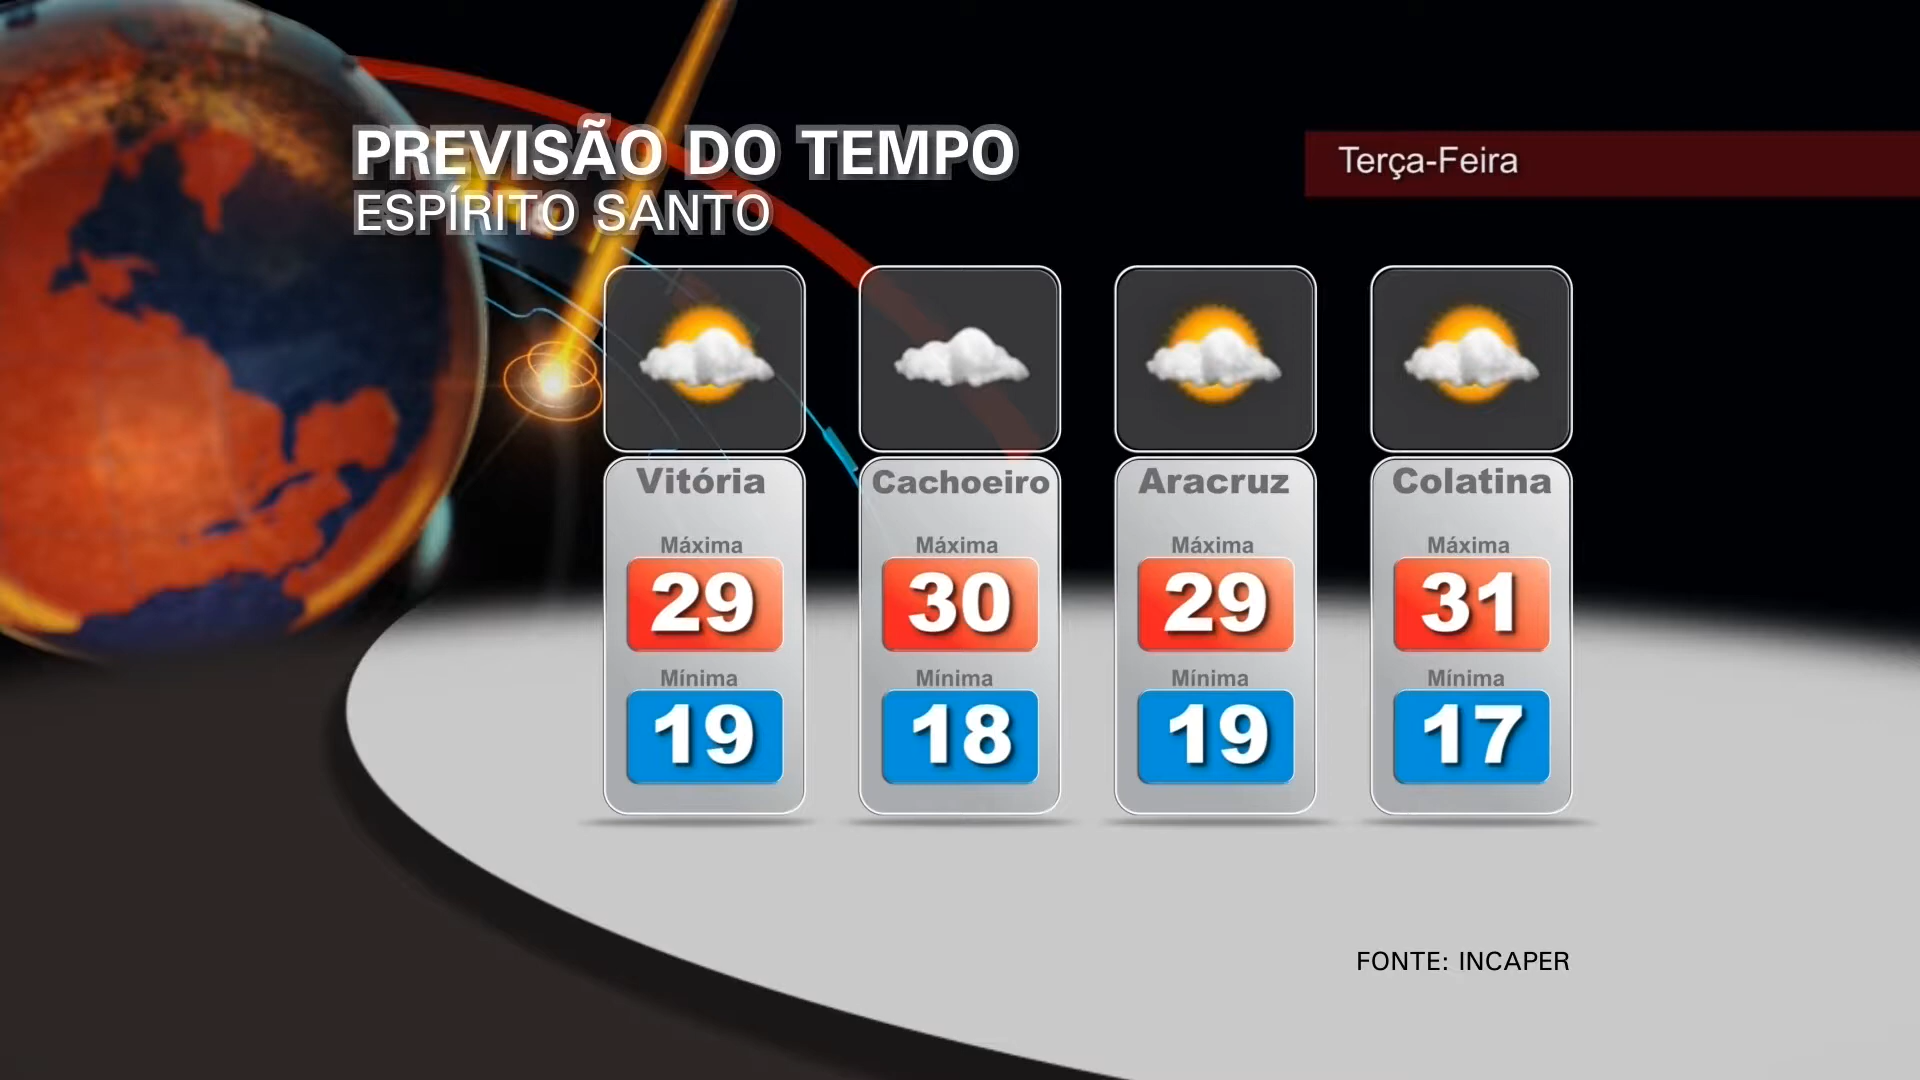 PREVISÃO DO TEMPO
ESPÍRITO SANTO
Terça-Feira
Vitória
Máxima
29
Mínima
19
Cachoeiro
Máxima
30
Mínima
18
Aracruz
Máxima
29
Mínima
19
Colatina
Máxima
31
Mínima
17
FONTE: INCAPER